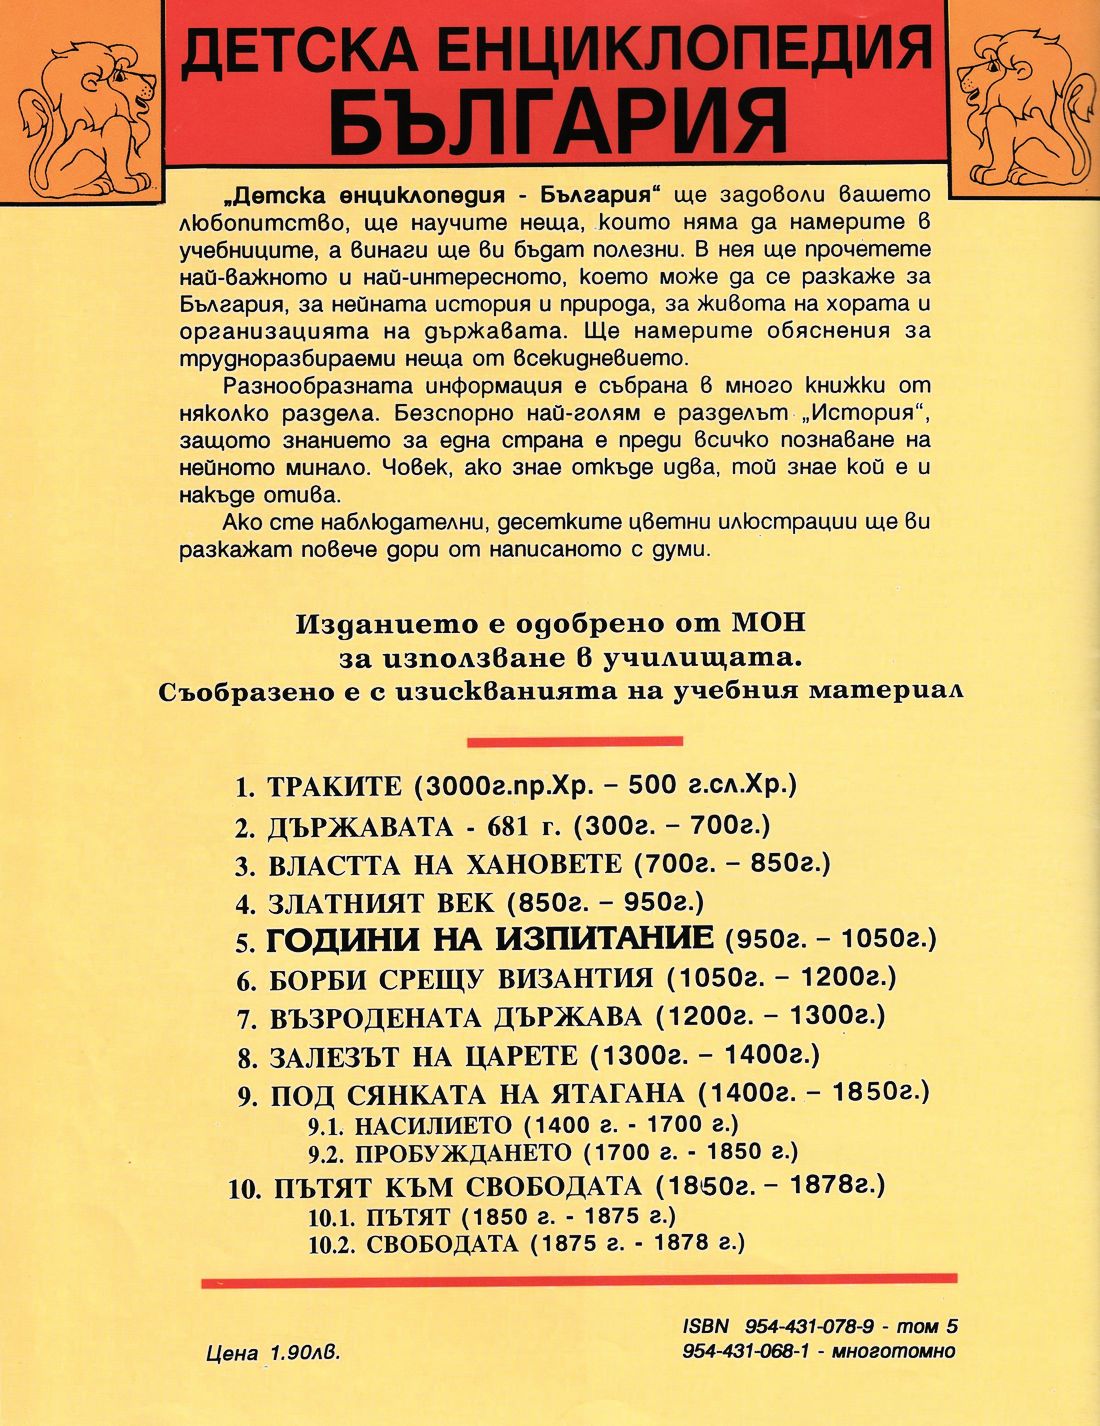 ДЕТСКА ЕНЦИКЛОПЕДИЯ
БЪЛГАРИЯ
„Детска енциклопедия - България“ ще задоволи вашето
любопитство, ще научите неща, които няма да намерите в
учебниците, а винаги ще ви бъдат полезни. В нея ще прочетете
най-важното и най-интересното, което може да се разкаже за
България, за нейната история и природа, за живота на хората и
организацията на държавата. Ще намерите обяснения за
трудноразбираеми неща от всекидневието.
Разнообразната информация е събрана в много книжки от
няколко раздела. Безспорно най-голям е разделът „История“,
защото знанието за една страна е преди всичко познаване на
нейното минало. Човек, ако знае откъде идва, той знае кой е и
накъде отива.
Ако сте наблюдателни, десетките цветни илюстрации ще ви
разкажат повече дори от написаното с думи.
Изданието е одобрено от МОН
за използване в училищата.
Съобразено е с изискванията на учебния материал
1. ТРАКИТЕ (3000г.пр.Хр. – 500 г.сл.Хр.)
2. ДЪРЖАВАТА - 681 г. (300г. – 700г.)
3. ВЛАСТТА НА ХАНОВЕТЕ (700г. – 850г.)
4. ЗЛАТНИЯТ ВЕК (850г. – 950г.)
5. ГОДИНИ НА ИЗПИТАНИЕ (950г. – 1050г.)
6. БОРБИ СРЕЩУ ВИЗАНТИЯ (1050г. – 1200г.)
7. ВЪЗРОДЕНАТА ДЪРЖАВА (1200г. – 1300г.)
8. ЗАЛЕЗЪТ НА ЦАРЕТЕ (1300г. – 1400г.)
9. ПОД СЯНКАТА НА ЯТАГАНА (1400г. – 1850г.)
9.1. НАСИЛИЕТО (1400 г. - 1700 г.)
9.2. ПРОБУЖДАНЕТО (1700 г. - 1850 г.)
10. ПЪТЯТ КЪМ СВОБОДАТА (1850г. – 1878г.)
10.1. ПЪТЯТ (1850 г. - 1875 г.)
10.2. СВОБОДАТА (1875 г. - 1878 г.)
ISBN 954-431-078-9 - том 5
Цена 1.90лв.
954-431-068-1 - многотомно